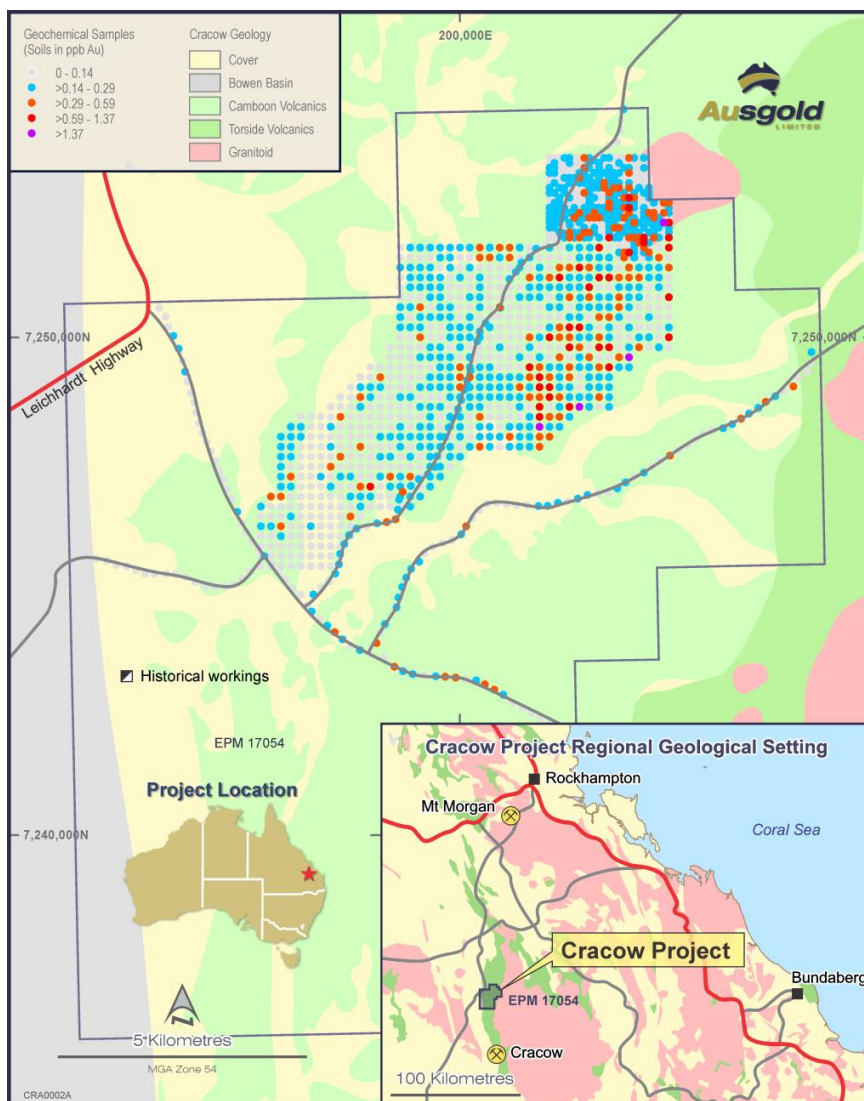 Geochemical Samples
(Soils in ppb Au)
0 - 0.14
>0.14 - 0.29
>0.29 - 0.59
>0.59 - 1.37
>1.37
Cracow Geology
Cover
Bowen Basin
Camboon Volcanics
Torside Volcanics
Granitoid
200,000E
Ausgold
LIMITED
7,250,000N
7,250,000N
Leichhardt Highway
Historical workings
EPM 17054
Project Location
7,240,000N
5 Kilometres
MGA Zone 54
CRA0002A
Cracow Project Regional Geological Setting
Rockhampton
Mt Morgan
Coral Sea
Cracow Project
EPM 17054
Bundaberg
Cracow
100 Kilometres